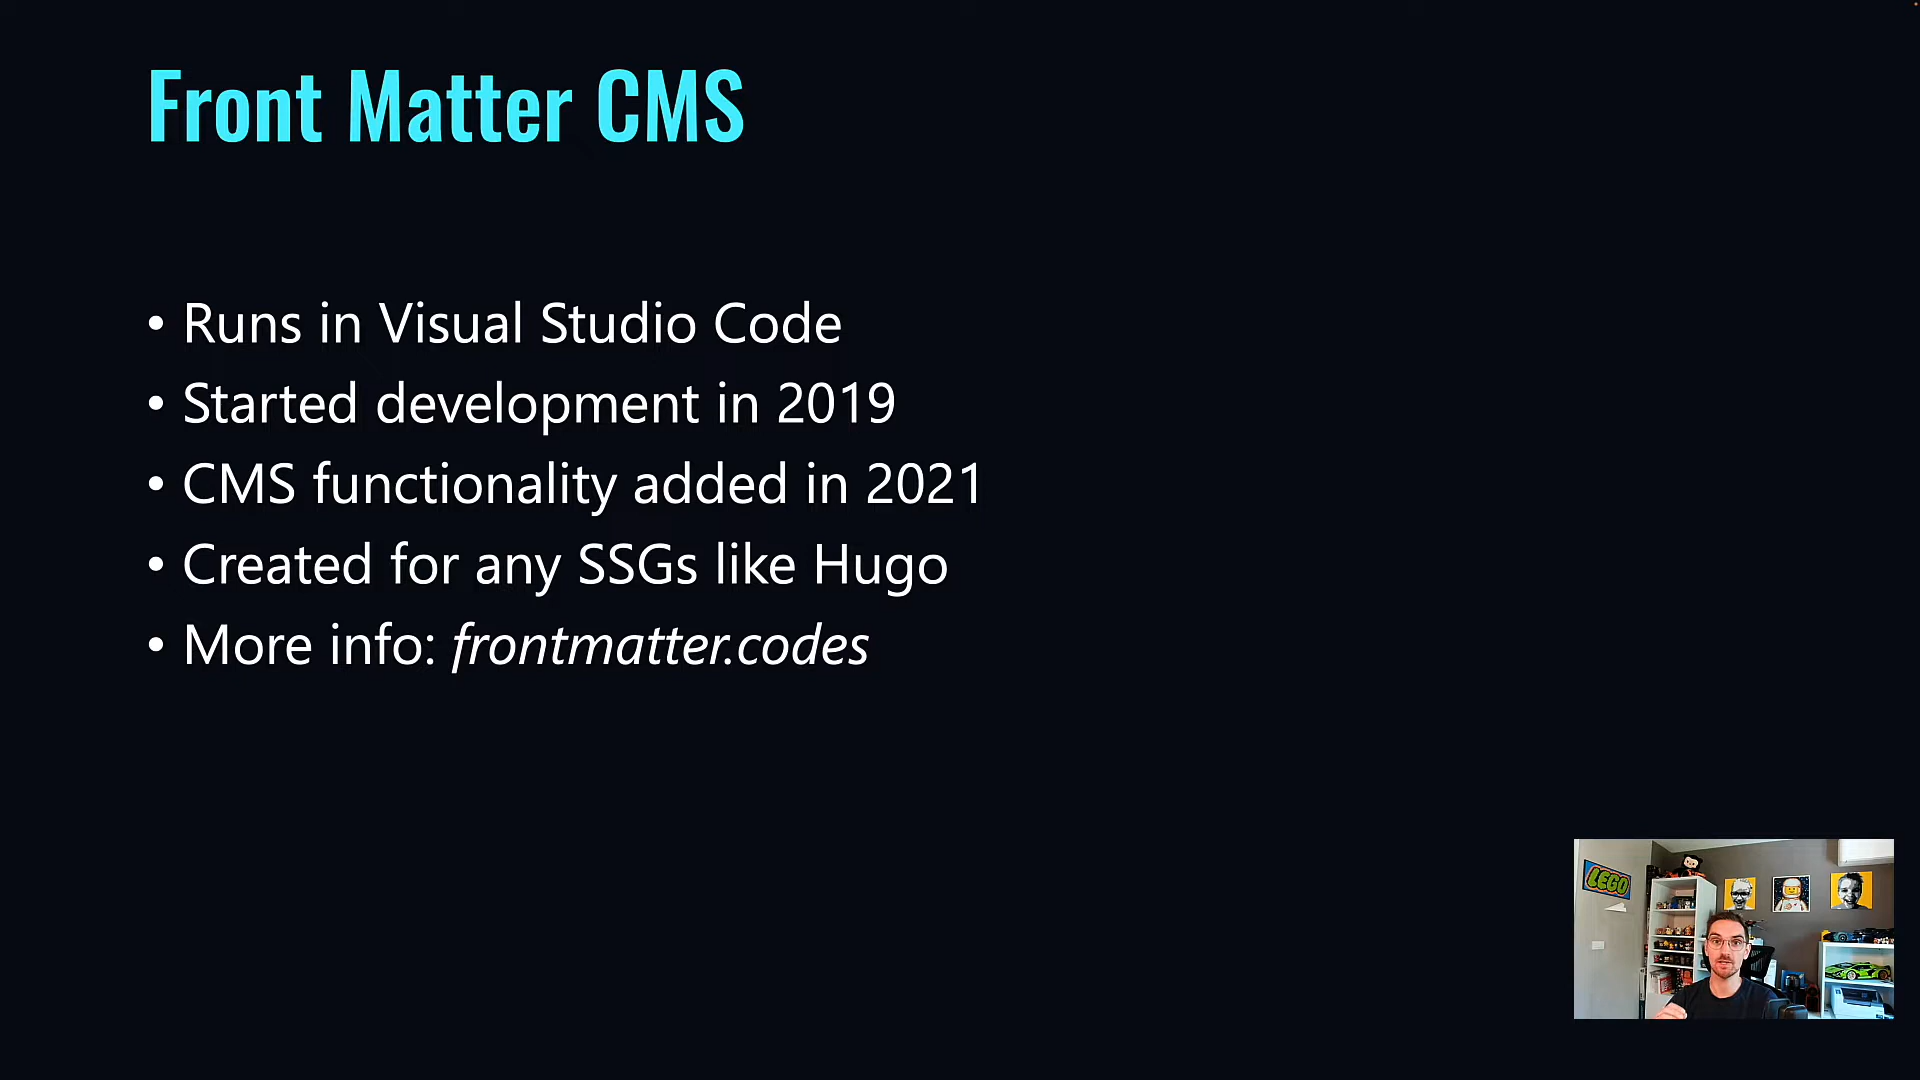 Front Matter CMS
• Runs in Visual Studio Code
• Started development in 2019
• CMS functionality added in 2021
• Created for any SSGs like Hugo
• More info: frontmatter.codes
LEGO